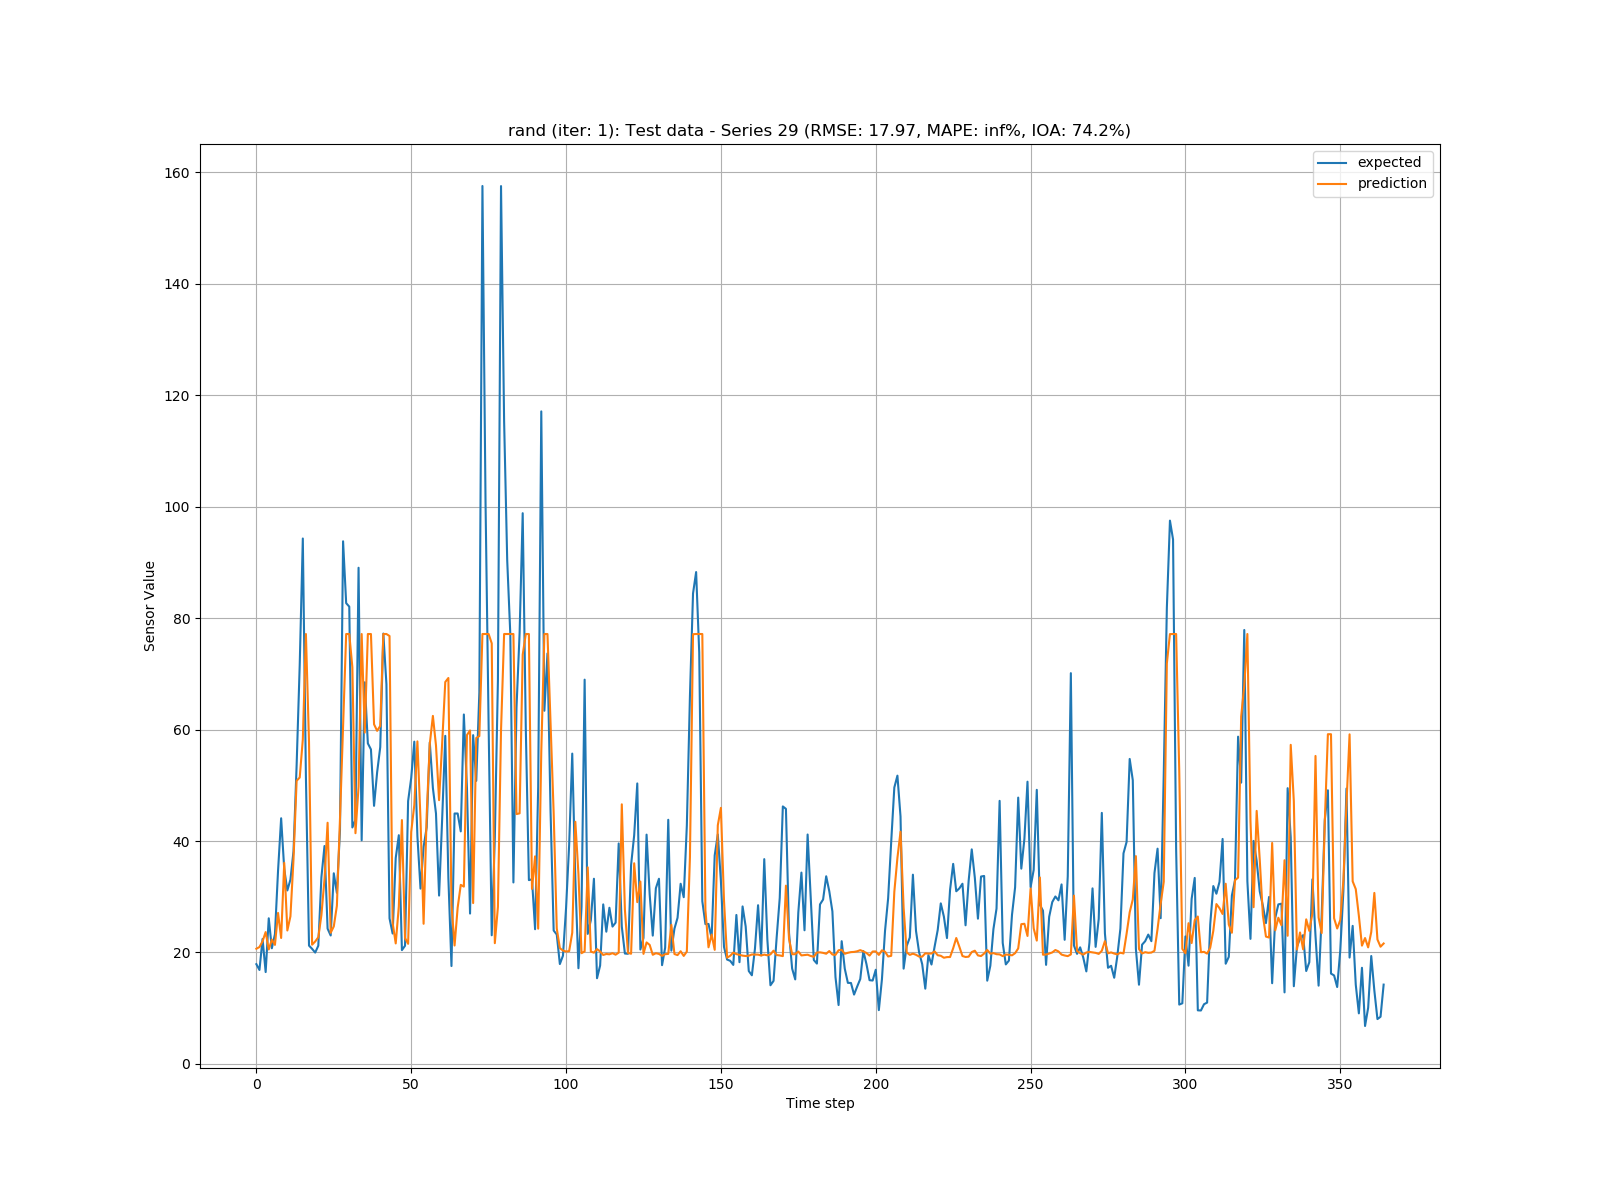 rand (iter: 1): Test data - Series 29 (RMSE: 17.97, MAPE: inf%, IOA: 74.2%)
expected
prediction
160
140
120
100
80
60
40
20
0
Sensor Value
0 50 100 150 200 250 300 350
Time step